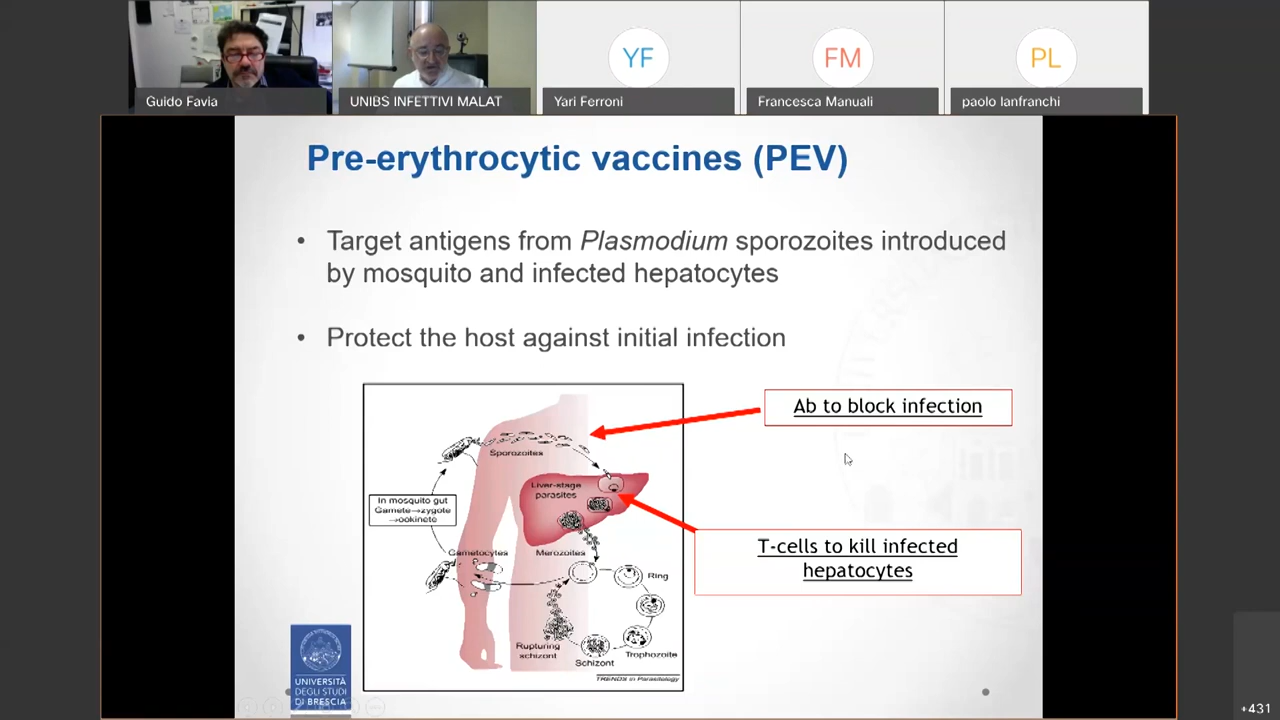 YF
FM
PL
Guido Favia
UNIBS INFETTIVI MALAT
Yari Ferroni
Francesca Manuali
paolo lanfranchi
Pre-erythrocytic vaccines (PEV)
• Target antigens from Plasmodium sporozoites introduced
by mosquito and infected hepatocytes
• Protect the host against initial infection
Ab to block infection
Sporozoites
Liver-stage
parasites
In mosquito gut
Gamete→zygote
→ookinete
T-cells to kill infected
hepatocytes
Gametocytes
Merozoites
Ring
Rupturing
schizont
Schizont
Trophozoite
TRENDS in Parasitology
UNIVERSITÀ
DEGLI STUDI
DI BRESCIA
+431